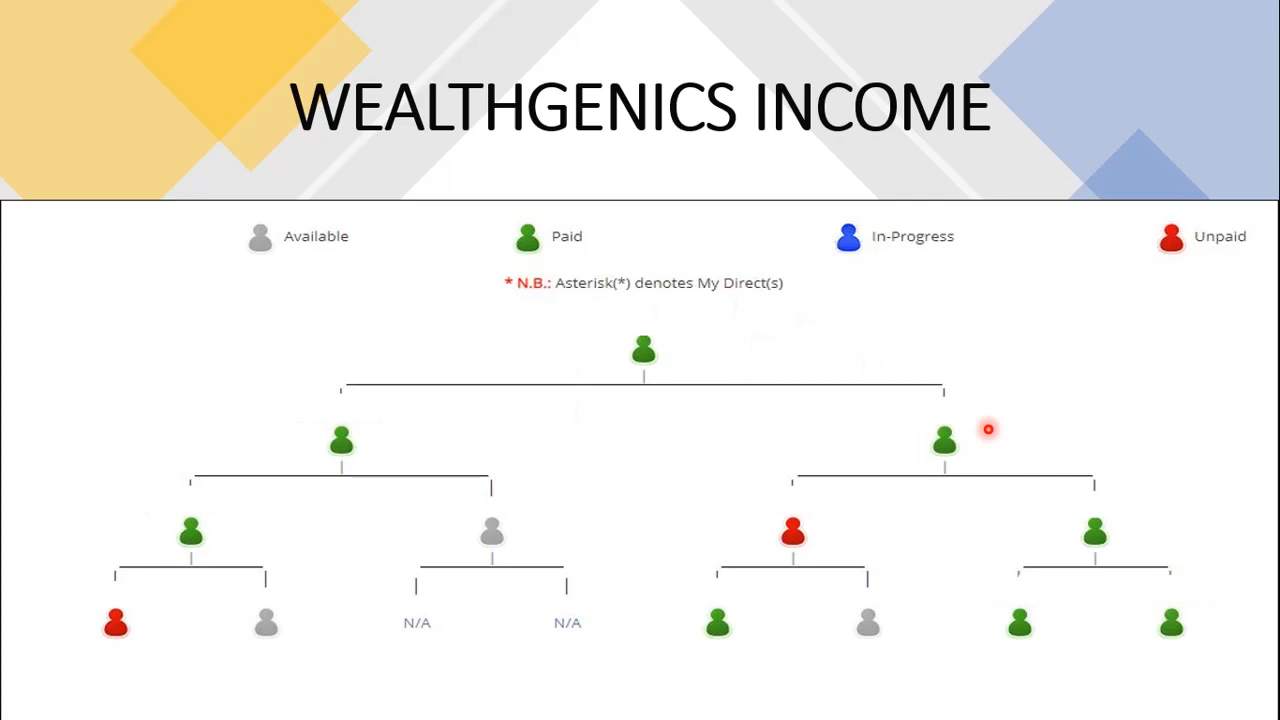 WEALTHGENICS INCOME
Available Paid In-Progress Unpaid
* N.B.: Asterisk(*) denotes My Direct(s)
N/A N/A